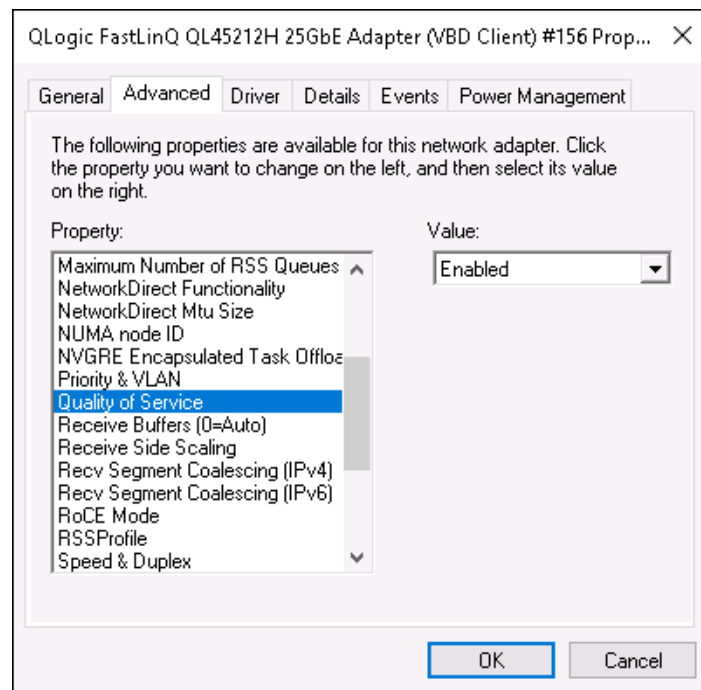 QLogic FastLinQ QL45212H 25GbE Adapter (VBD Client) #156 Prop...
General Advanced Driver Details Events Power Management
The following properties are available for this network adapter. Click
the property you want to change on the left, and then select its value
on the right.
Property:
Value:
Maximum Number of RSS Queues
Enabled
NetworkDirect Functionality
NetworkDirect Mtu Size
NUMA node ID
NVGRE Encapsulated Task Offloa
Priority & VLAN
Quality of Service
Receive Buffers (0=Auto)
Receive Side Scaling
Recv Segment Coalescing (IPv4)
Recv Segment Coalescing (IPv6)
RoCE Mode
RSSProfile
Speed & Duplex
OK
Cancel